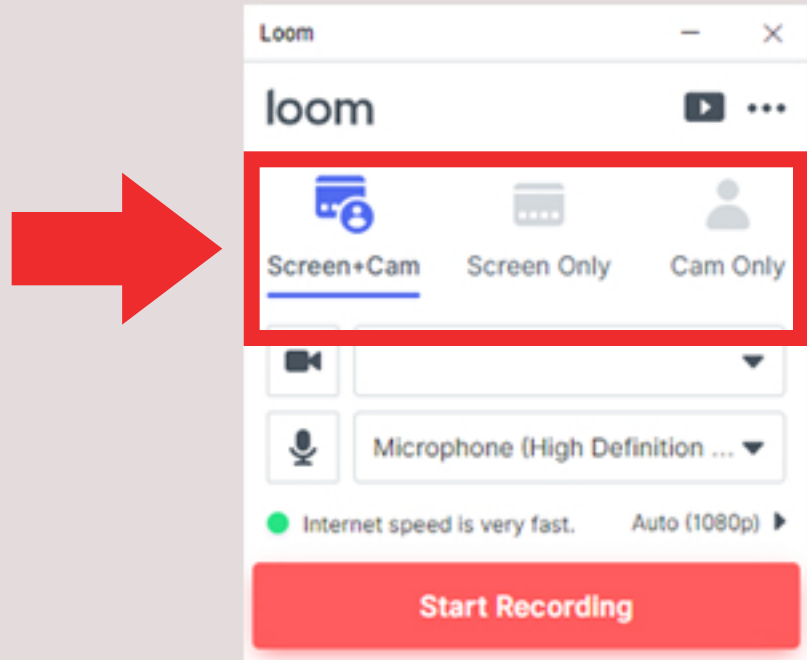 Loom
loom
Screen+Cam Screen Only Cam Only
Microphone (High Definition ...
Internet speed is very fast. Auto (1080p)
Start Recording